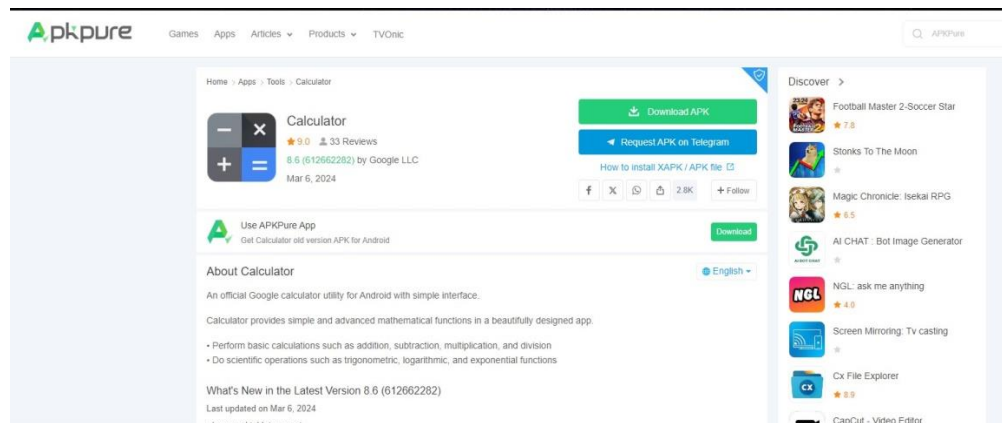 Apkpure
Games Apps Articles Products TVOnic
APKPure
Home > Apps > Tools > Calculator
Calculator
9.0 33 Reviews
8.6 (612662282) by Google LLC
Mar 6, 2024
Download APK
Request APK on Telegram
How to install XAPK / APK file
2.8K + Follow
Use APKPure App
Get Calculator old version APK for Android
Download
About Calculator
English
An official Google calculator utility for Android with simple interface.
Calculator provides simple and advanced mathematical functions in a beautifully designed app.
• Perform basic calculations such as addition, subtraction, multiplication, and division
• Do scientific operations such as trigonometric, logarithmic, and exponential functions
What's New in the Latest Version 8.6 (612662282)
Last updated on Mar 6, 2024
Discover >
Football Master 2-Soccer Star
7.8
Stonks To The Moon
Magic Chronicle: Isekai RPG
6.5
AI CHAT : Bot Image Generator
NGL
NGL: ask me anything
4.0
Screen Mirroring: Tv casting
CX
Cx File Explorer
8.9
CapCut - Video Editor